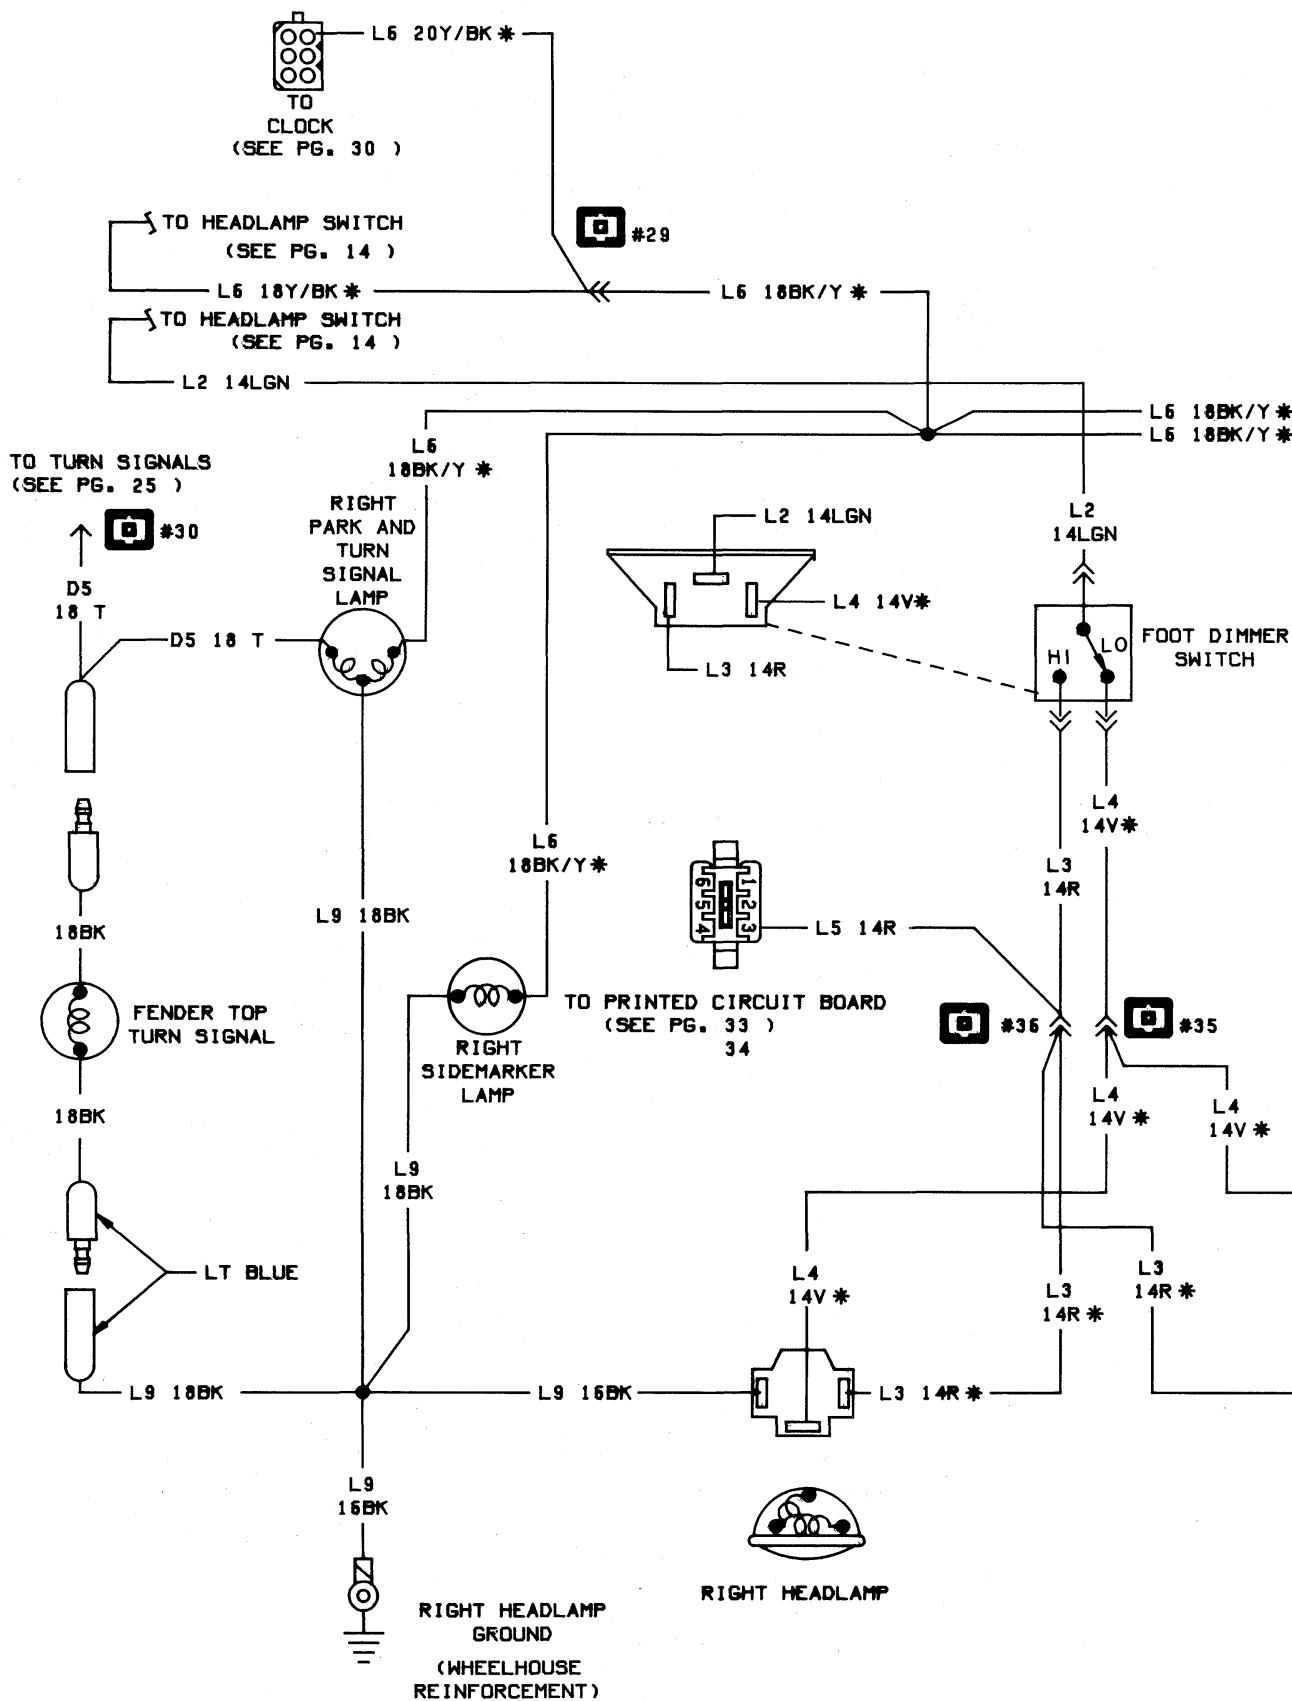 L6 20Y/BK *
TO
CLOCK
(SEE PG. 30 )
TO HEADLAMP SWITCH
(SEE PG. 14 )
#29
L6 18Y/BK *
L6 18BK/Y *
TO HEADLAMP SWITCH
(SEE PG. 14 )
L2 14LGN
L6 18BK/Y *
L6 18BK/Y *
L6
18BK/Y *
TO TURN SIGNALS
(SEE PG. 25 )
#30
RIGHT
PARK AND
TURN
SIGNAL
LAMP
L2 14LGN
L2
14LGN
D5
18 T
L4 14V*
D5 18 T
L3 14R
HI
LO
FOOT DIMMER
SWITCH
L4
14V*
L6
18BK/Y *
L3
14R
6
5
4
1
2
3
L9 18BK
L5 14R
18BK
FENDER TOP
TURN SIGNAL
TO PRINTED CIRCUIT BOARD
(SEE PG. 33 )
34
#36
#35
RIGHT
SIDEMARKER
LAMP
18BK
L4
14V *
L4
14V *
L9
18BK
LT BLUE
L4
14V *
L3
14R *
L3
14R *
L9 18BK
L9 16BK
L3 14R *
L9
16BK
RIGHT HEADLAMP
RIGHT HEADLAMP
GROUND
(WHEELHOUSE
REINFORCEMENT)